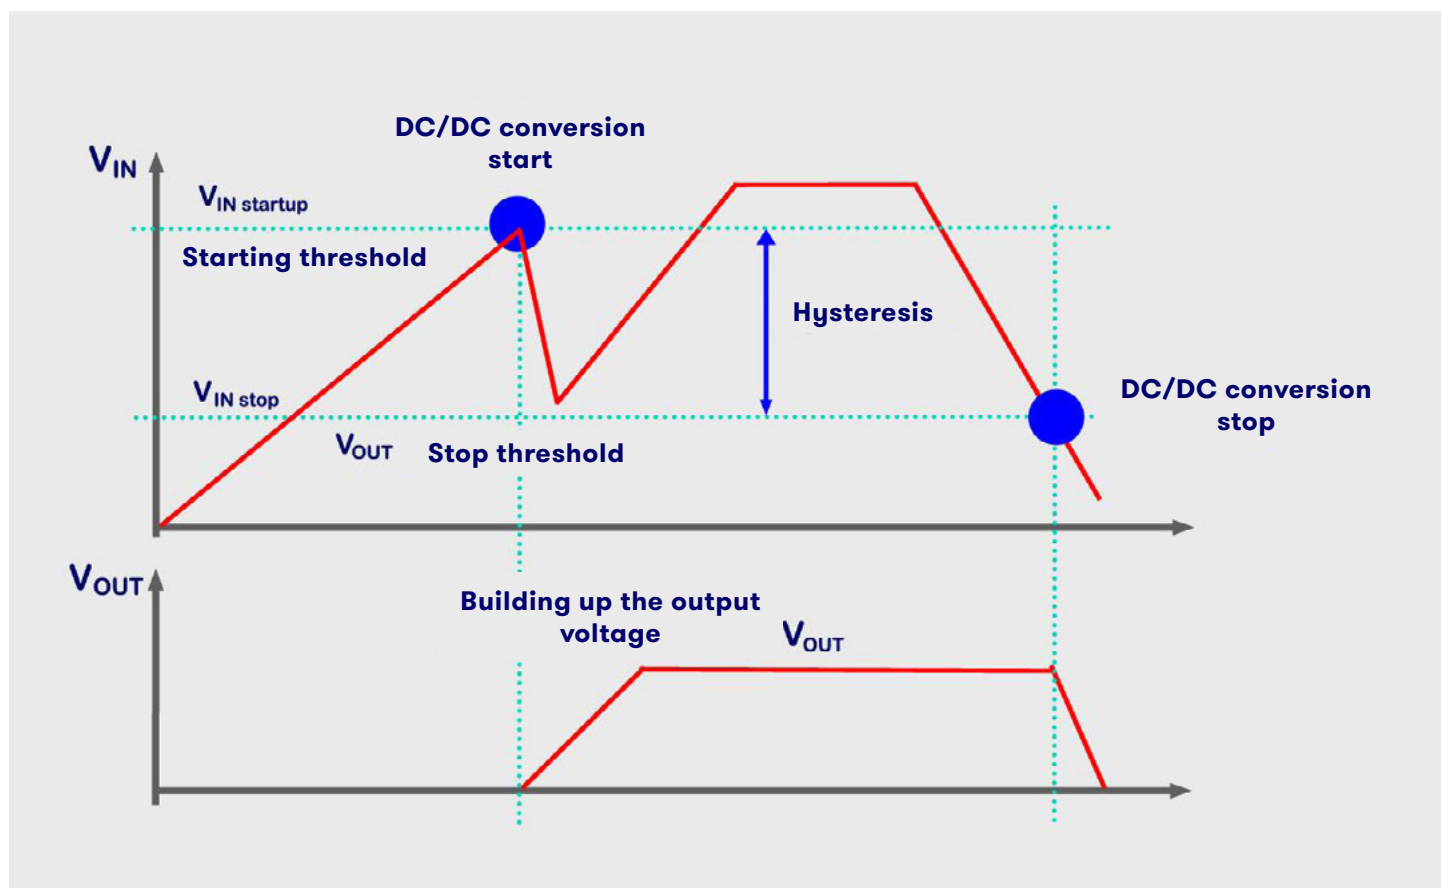 DC/DC conversion
start
VIN
VIN startup
Starting threshold
Hysteresis
VIN stop
DC/DC conversion
stop
VOUT
Stop threshold
VOUT
Building up the output
voltage
VOUT